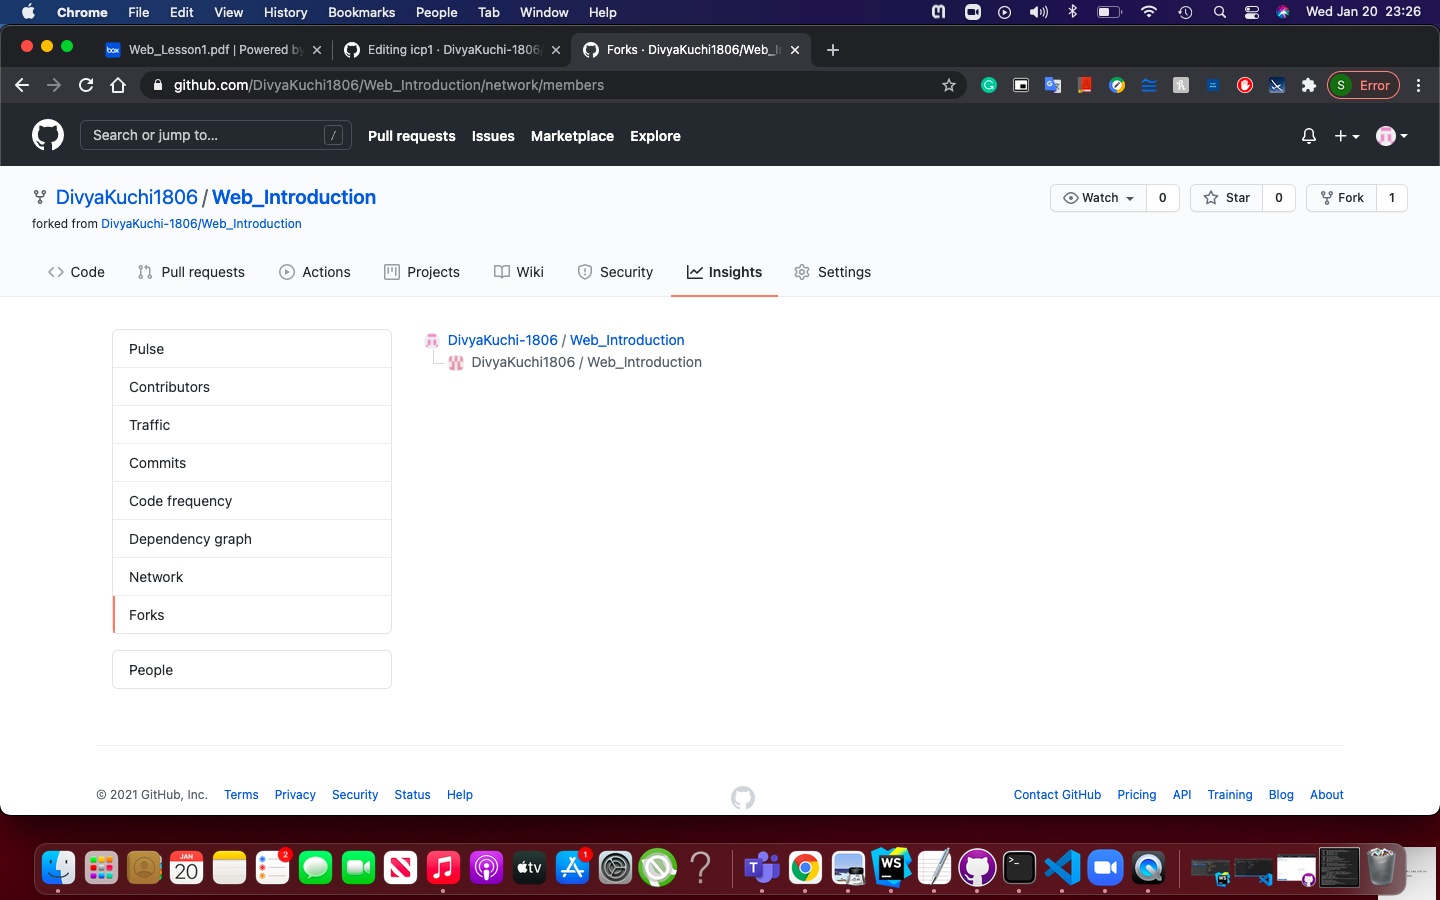 Chrome File Edit View History Bookmarks People Tab Window Help Wed Jan 20 23:26
box Web_Lesson1.pdf | Powered by Editing icp1 · DivyaKuchi-1806/ Forks · DivyaKuchi1806/Web_In
github.com/DivyaKuchi1806/Web_Introduction/network/members S Error
Search or jump to... / Pull requests Issues Marketplace Explore
DivyaKuchi1806 / Web_Introduction Watch 0 Star 0 Fork 1
forked from DivyaKuchi-1806/Web_Introduction
Code Pull requests Actions Projects Wiki Security Insights Settings
Pulse
Contributors
Traffic
Commits
Code frequency
Dependency graph
Network
Forks
People
DivyaKuchi-1806 / Web_Introduction
DivyaKuchi1806 / Web_Introduction
© 2021 GitHub, Inc. Terms Privacy Security Status Help Contact GitHub Pricing API Training Blog About
JAN 20 2 tv 1 WS